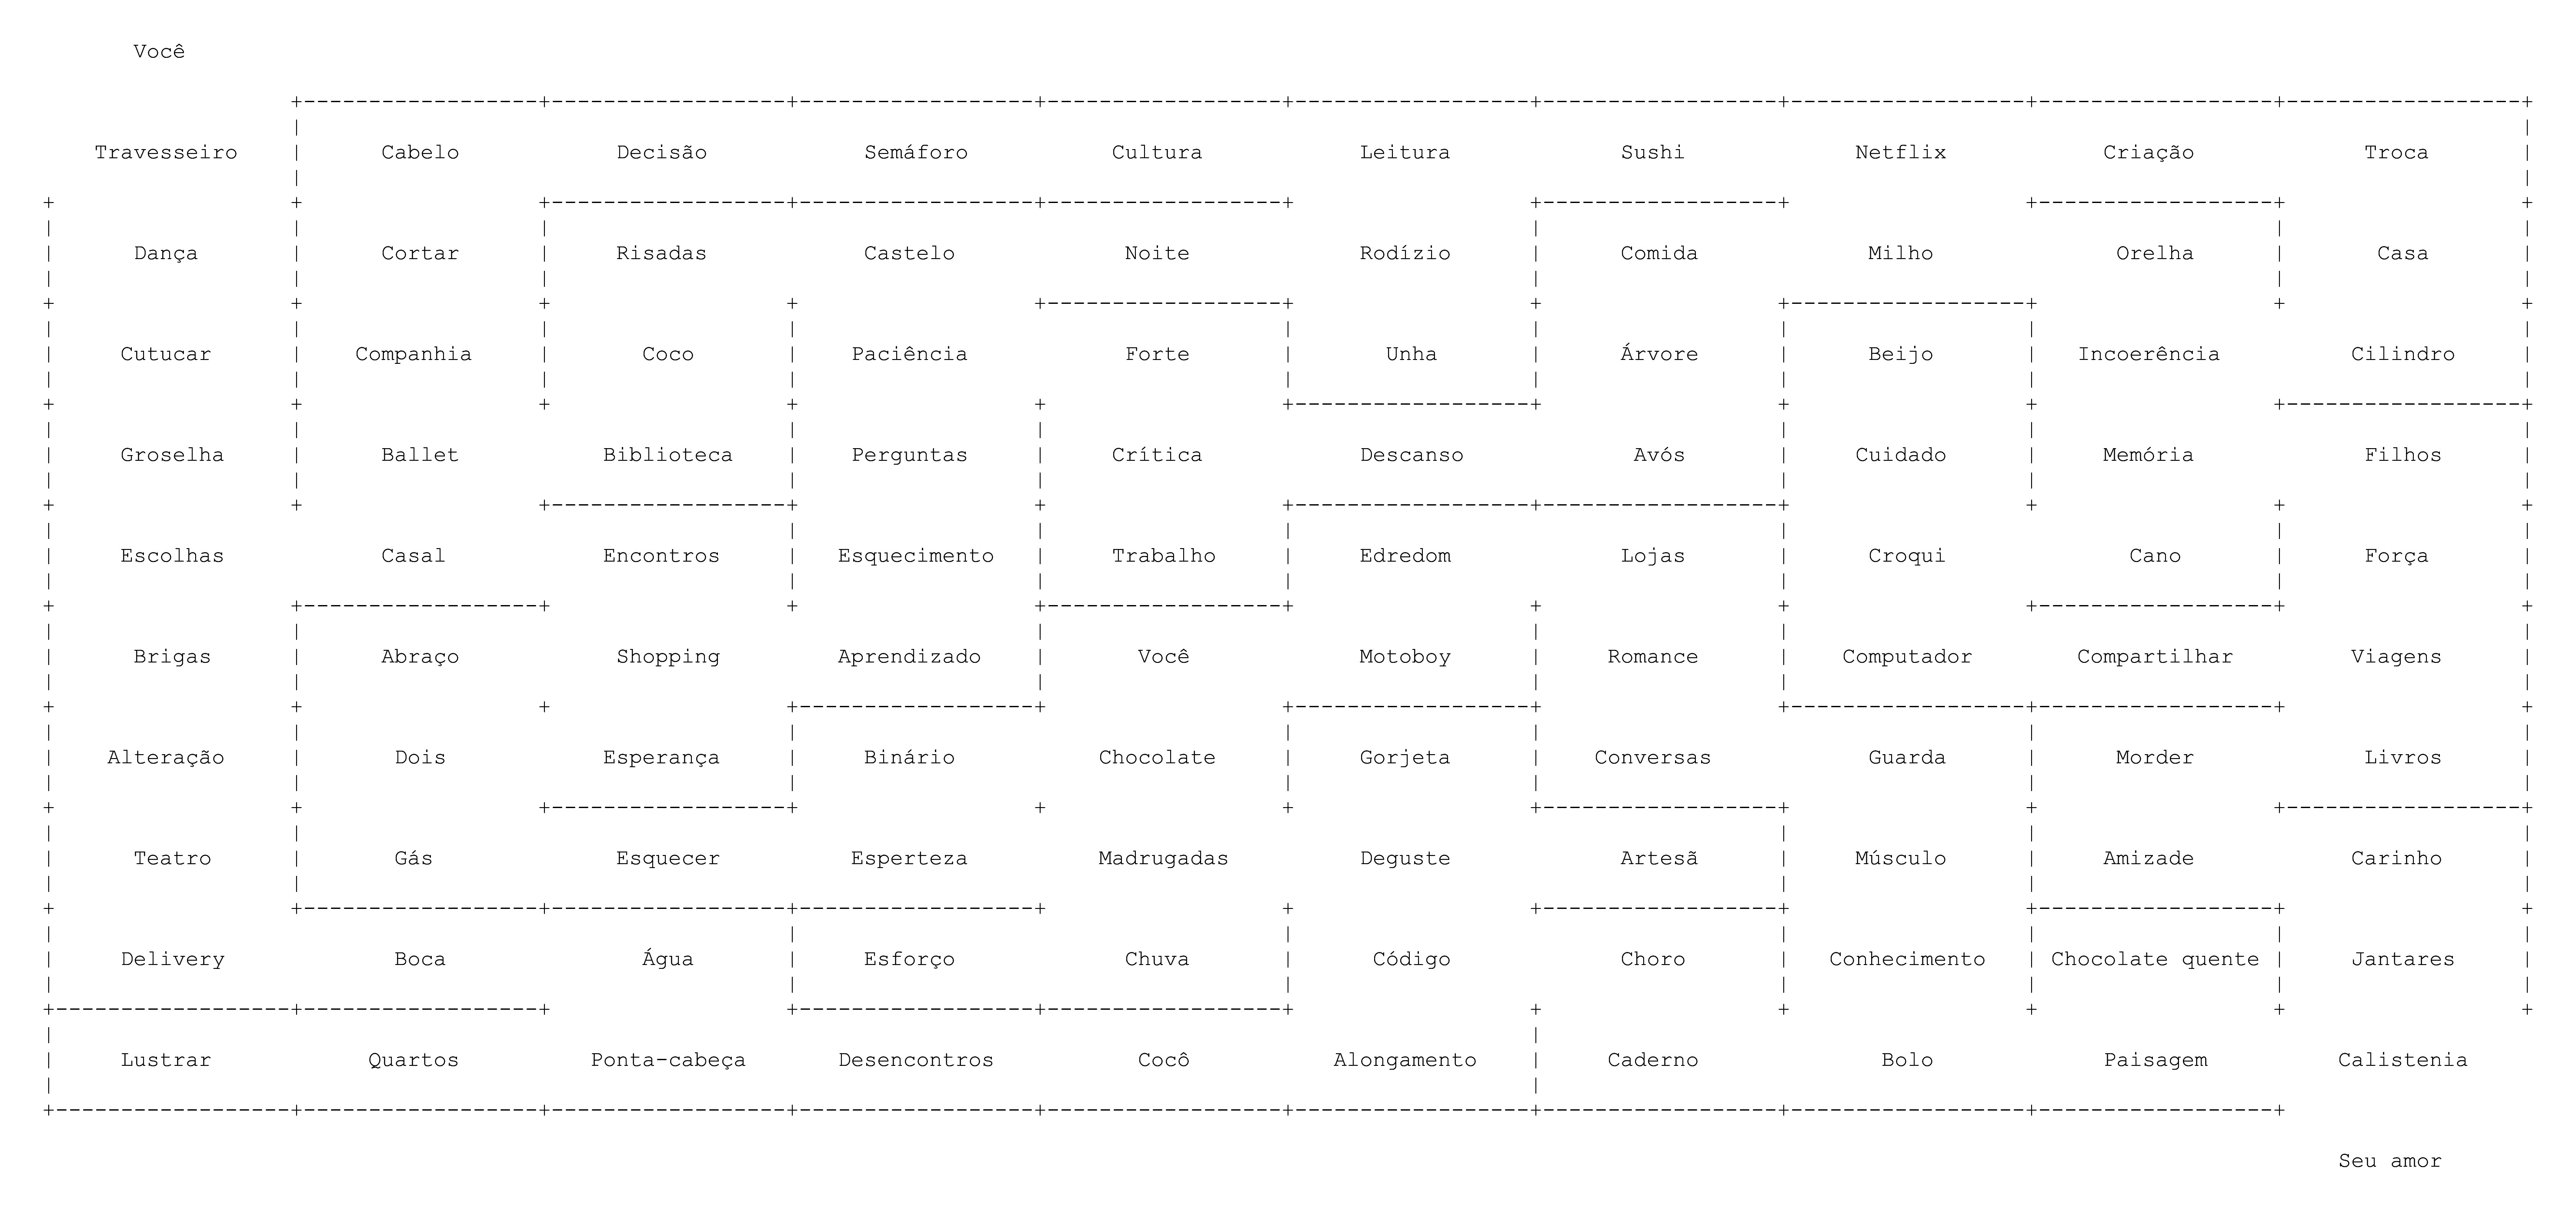 Você
Travesseiro Cabelo Decisão Semáforo Cultura Leitura Sushi Netflix Criação Troca
Dança Cortar Risadas Castelo Noite Rodízio Comida Milho Orelha Casa
Cutucar Companhia Coco Paciência Forte Unha Árvore Beijo Incoerência Cilindro
Groselha Ballet Biblioteca Perguntas Crítica Descanso Avós Cuidado Memória Filhos
Escolhas Casal Encontros Esquecimento Trabalho Edredom Lojas Croqui Cano Força
Brigas Abraço Shopping Aprendizado Você Motoboy Romance Computador Compartilhar Viagens
Alteração Dois Esperança Binário Chocolate Gorjeta Conversas Guarda Morder Livros
Teatro Gás Esquecer Esperteza Madrugadas Deguste Artesã Músculo Amizade Carinho
Delivery Boca Água Esforço Chuva Código Choro Conhecimento Chocolate quente Jantares
Lustrar Quartos Ponta-cabeça Desencontros Cocô Alongamento Caderno Bolo Paisagem Calistenia
Seu amor